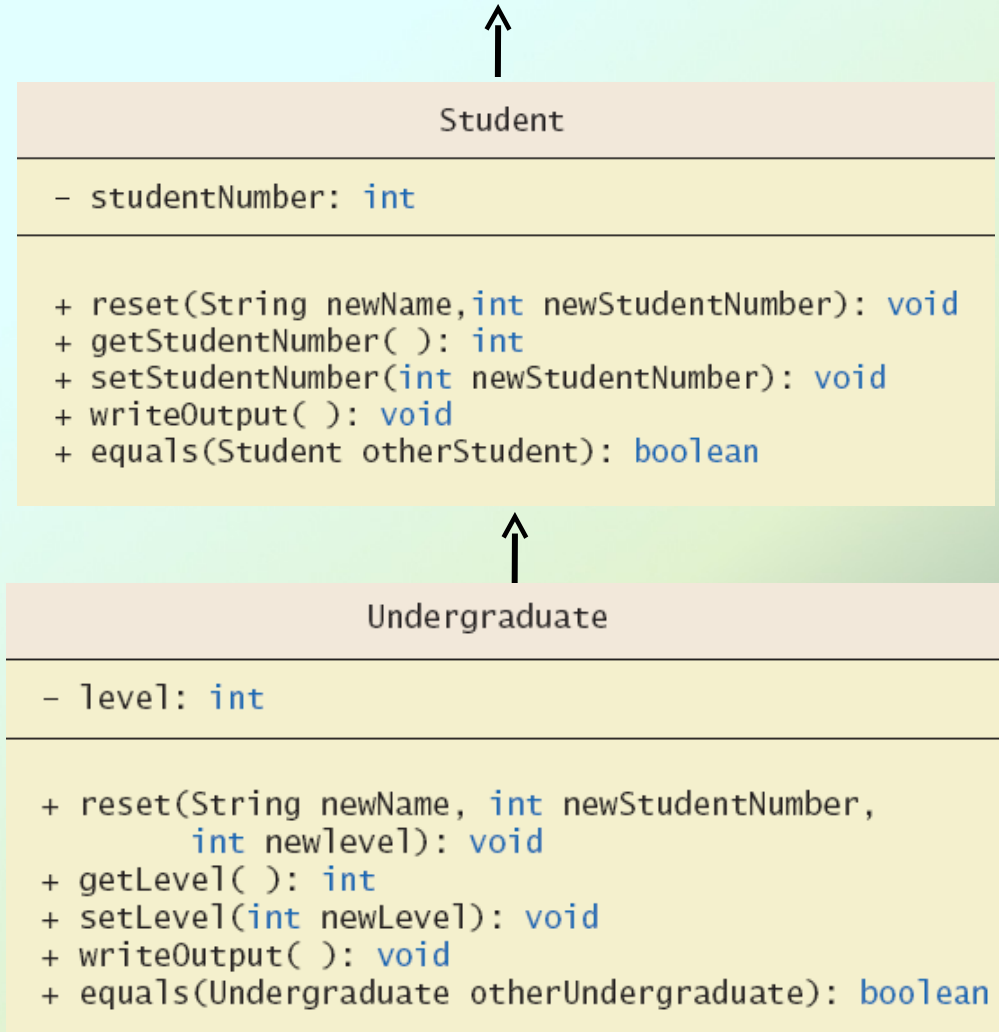 Student
- studentNumber: int
+ reset(String newName,int newStudentNumber): void
+ getStudentNumber( ): int
+ setStudentNumber(int newStudentNumber): void
+ writeOutput( ): void
+ equals(Student otherStudent): boolean
Undergraduate
- level: int
+ reset(String newName, int newStudentNumber,
int newlevel): void
+ getLevel( ): int
+ setLevel(int newLevel): void
+ writeOutput( ): void
+ equals(Undergraduate otherUndergraduate): boolean